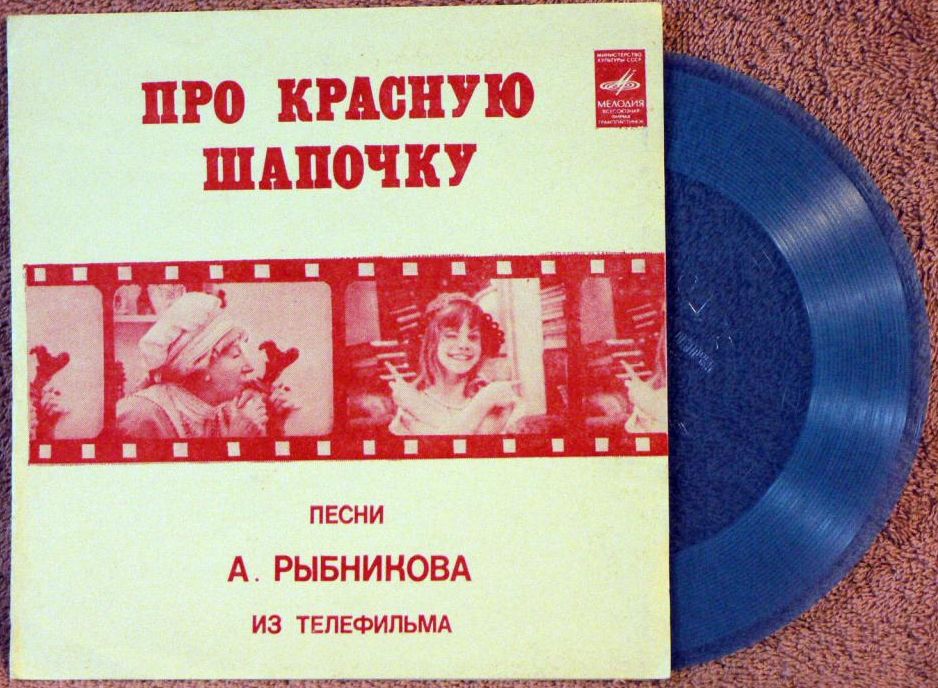 ПРО КРАСНУЮ
ШАПОЧКУ
МИНИСТЕРСТВО
КУЛЬТУРЫ СССР
МЕЛОДИЯ
ВСЕСОЮЗНАЯ
ФИРМА
ГРАМПЛАСТИНОК
ПЕСНИ
А. РЫБНИКОВА
ИЗ ТЕЛЕФИЛЬМА